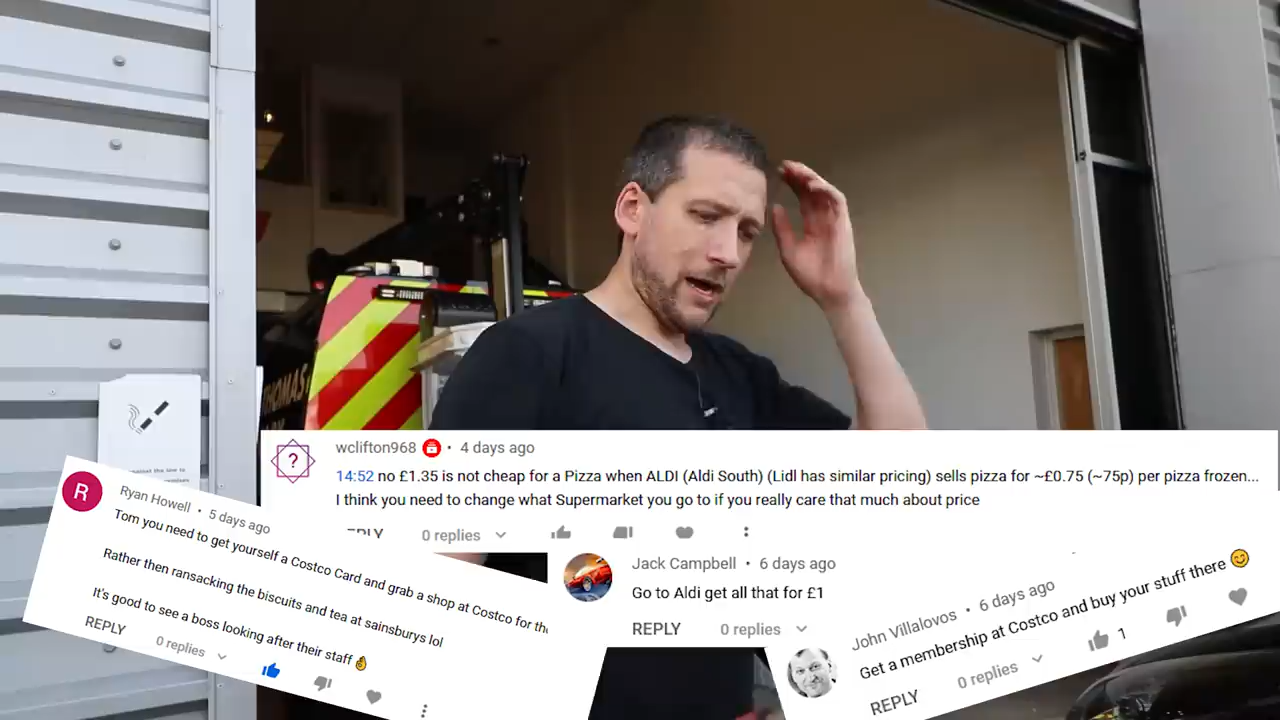 THOMAS
wclifton968 • 4 days ago
14:52 no £1.35 is not cheap for a Pizza when ALDI (Aldi South) (Lidl has similar pricing) sells pizza for ~£0.75 (~75p) per pizza frozen...
I think you need to change what Supermarket you go to if you really care that much about price
0 replies
R
Ryan Howell • 5 days ago
Tom you need to get yourself a Costco Card and grab a shop at Costco for the
Rather then ransacking the biscuits and tea at sainsburys lol
It's good to see a boss looking after their staff👌
REPLY 0 replies
Jack Campbell • 6 days ago
Go to Aldi get all that for £1
REPLY 0 replies
John Villalovos • 6 days ago
Get a membership at Costco and buy your stuff there 😊
1
REPLY 0 replies